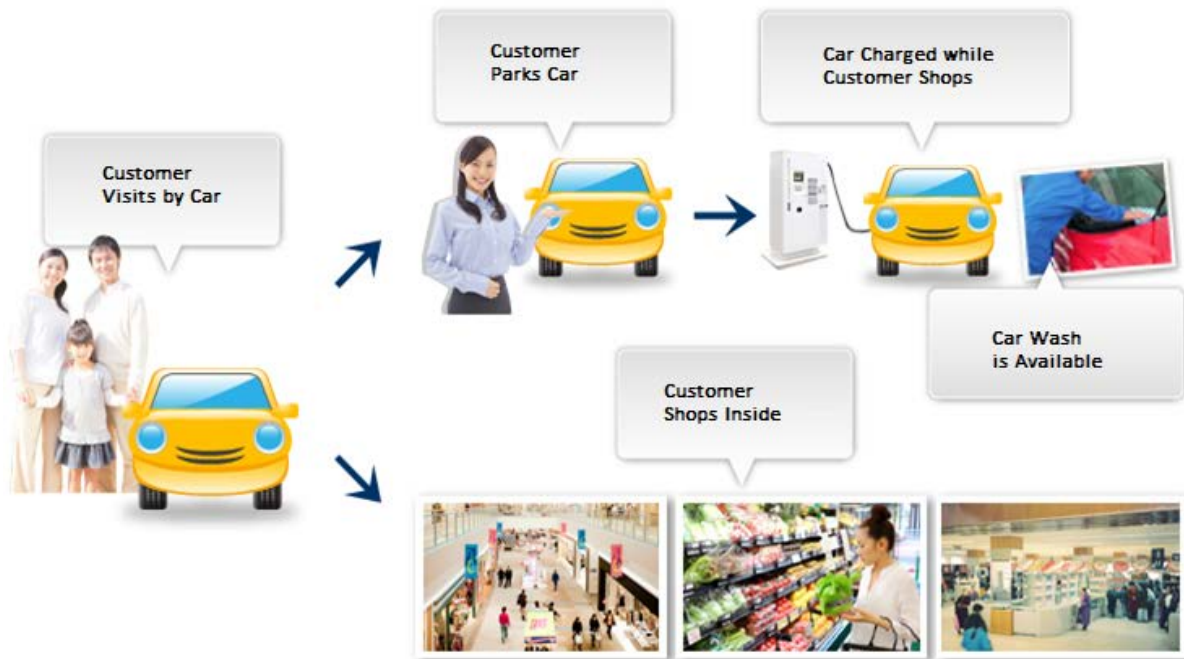 Customer
Visits by Car
Customer
Parks Car
Car Charged while
Customer Shops
Car Wash
is Available
Customer
Shops Inside